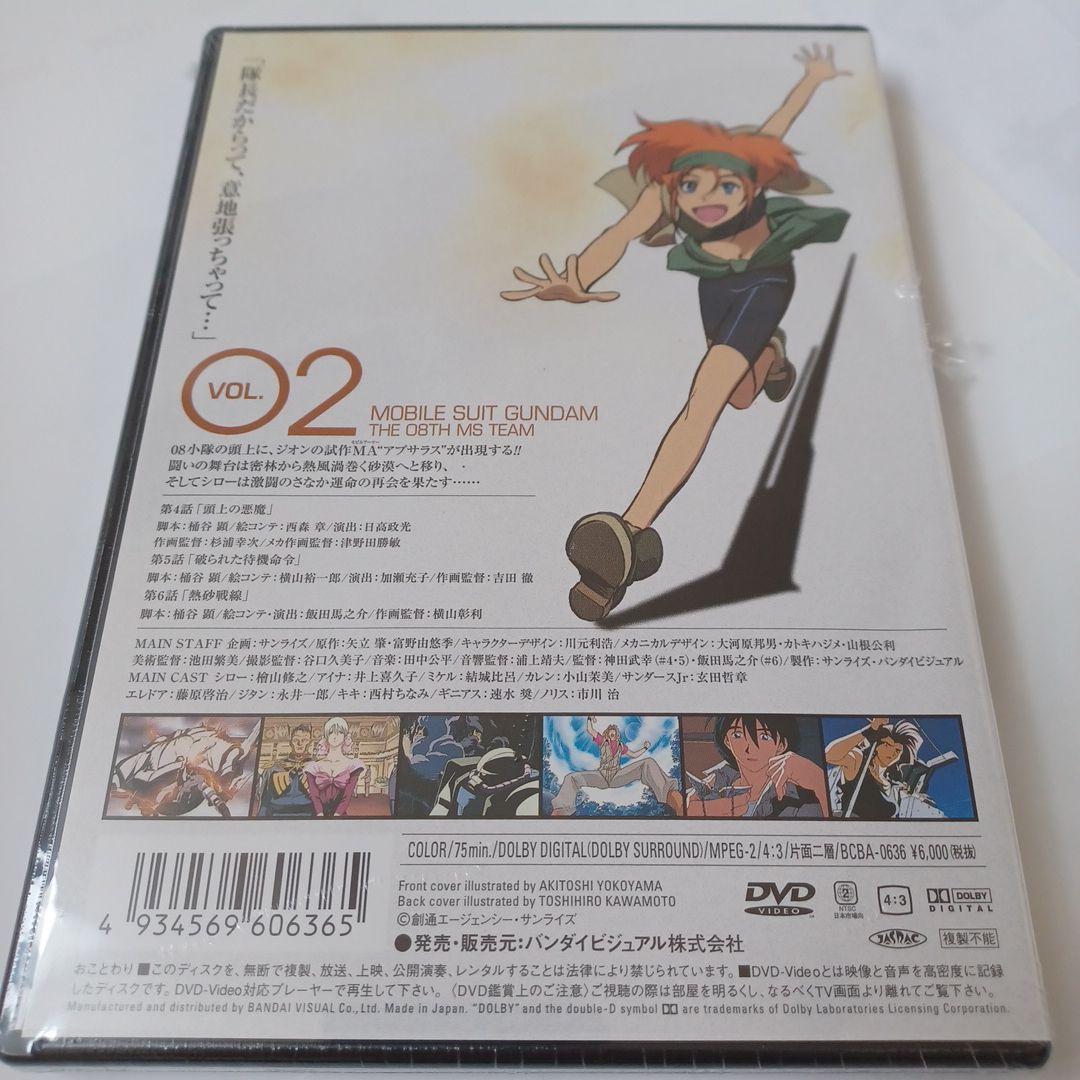 「隊長だからって、意地張っちゃって…」
VOL. 02
MOBILE SUIT GUNDAM
THE 08TH MS TEAM
モビルアーマー
08小隊の頭上に、ジオンの試作MA“アプサラス”が出現する!!
闘いの舞台は密林から熱風渦巻く砂漠へと移り、
そしてシローは激闘のさなか運命の再会を果たす……
第4話「頭上の悪魔」
脚本：桶谷 顕/絵コンテ：西森 章/演出：日高政光
作画監督：杉浦幸次/メカ作画監督：津野田勝敏
第5話「破られた待機命令」
脚本：桶谷 顕/絵コンテ：横山裕一郎/演出：加瀬充子/作画監督：吉田 徹
第6話「熱砂戦線」
脚本：桶谷 顕/絵コンテ・演出：飯田馬之介/作画監督：横山彰利
MAIN STAFF 企画：サンライズ/原作：矢立 肇・富野由悠季/キャラクターデザイン：川元利浩/メカニカルデザイン：大河原邦男・カトキハジメ・山根公利
美術監督：池田繁美/撮影監督：谷口久美子/音楽：田中公平/音響監督：浦上靖夫/監督：神田武幸(#4・5)・飯田馬之介(#6)/製作：サンライズ・バンダイビジュアル
MAIN CAST シロー：檜山修之/アイナ：井上喜久子/ミケル：結城比呂/カレン：小山茉美/サンダースJr：玄田哲章
エレドア：藤原啓治/ジダン：永井一郎/キキ：西村ちなみ/ギニアス：速水 奨/ノリス：市川 治
COLOR/75min./DOLBY DIGITAL(DOLBY SURROUND)/MPEG-2/4:3/片面二層/BCBA-0636 ¥6,000(税抜)
Front cover illustrated by AKITOSHI YOKOYAMA
Back cover illustrated by TOSHIHIRO KAWAMOTO
©創通エージェンシー・サンライズ
●発売・販売元：バンダイビジュアル株式会社
DVD
VIDEO
2
NTSC
日本市場向
4:3
DOLBY
DIGITAL
JASRAC
複製不能
4 934569 606365
おことわり ■このディスクを、無断で複製、放送、上映、公開演奏、レンタルすることは法律により禁じられています。■DVD-Videoとは映像と音声を高密度に記録
したディスクです。DVD-Video対応プレーヤーで再生して下さい。〈DVD鑑賞上のご注意〉ご視聴の際は部屋を明るくし、なるべくTV画面より離れてご覧下さい。
Manufactured and distributed by BANDAI VISUAL Co.,Ltd. Made in Japan. “DOLBY” and the double-D symbol are trademarks of Dolby Laboratories Licensing Corporation.